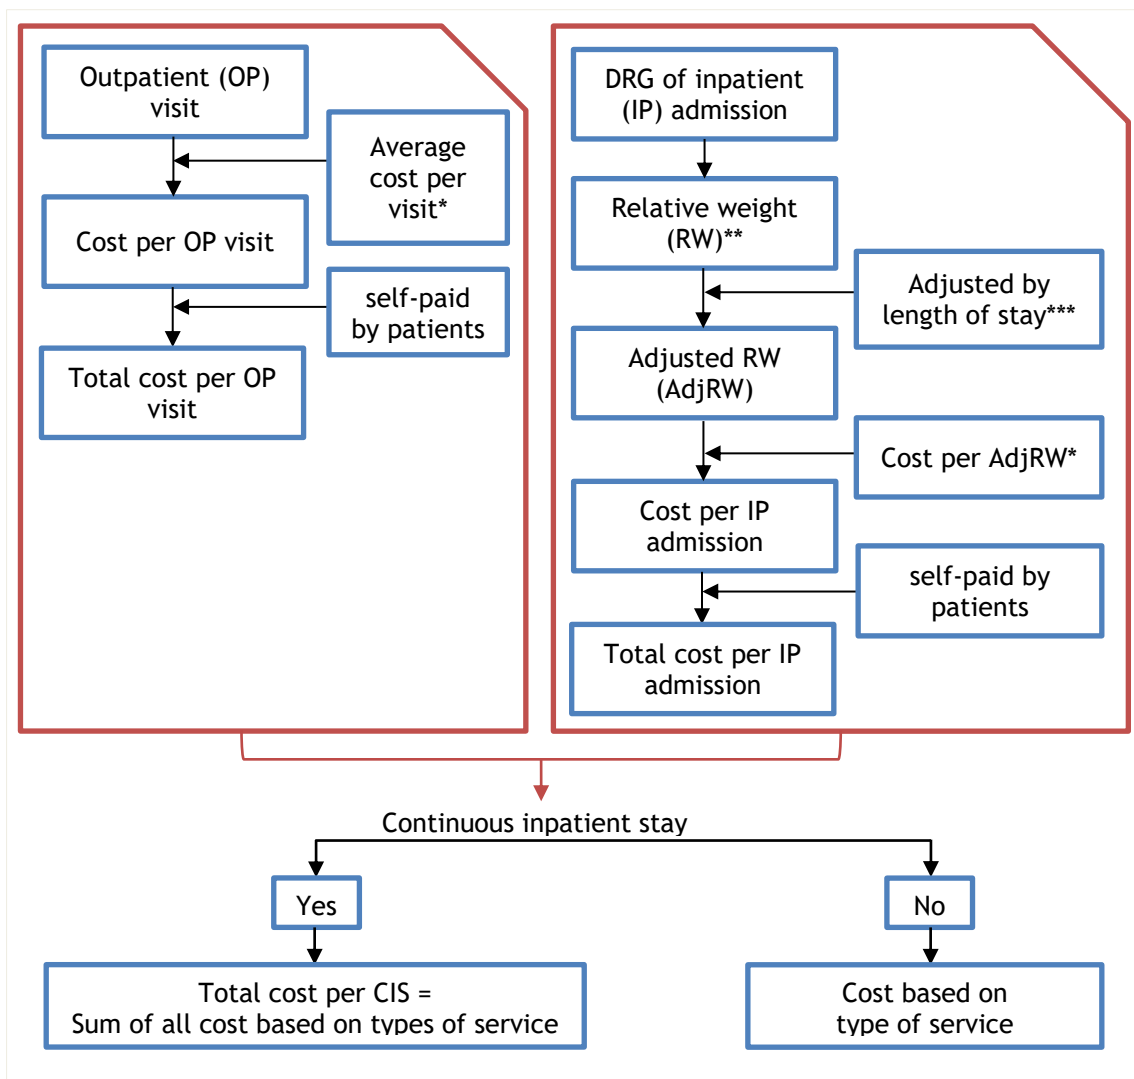 Outpatient (OP)
visit
Average
cost per
visit*
Cost per OP visit
self-paid
by patients
Total cost per OP
visit
DRG of inpatient
(IP) admission
Relative weight
(RW)**
Adjusted by
length of stay***
Adjusted RW
(AdjRW)
Cost per AdjRW*
Cost per IP
admission
self-paid by
patients
Total cost per IP
admission
Continuous inpatient stay
Yes
No
Total cost per CIS =
Sum of all cost based on types of service
Cost based on
type of service